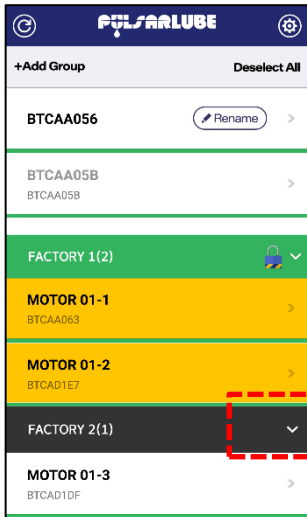 PULSARLUBE
+Add Group
Deselect All
BTCAA056
Rename
BTCAA05B
BTCAA05B
FACTORY 1(2)
MOTOR 01-1
BTCAA063
MOTOR 01-2
BTCAD1E7
FACTORY 2(1)
MOTOR 01-3
BTCAD1DF